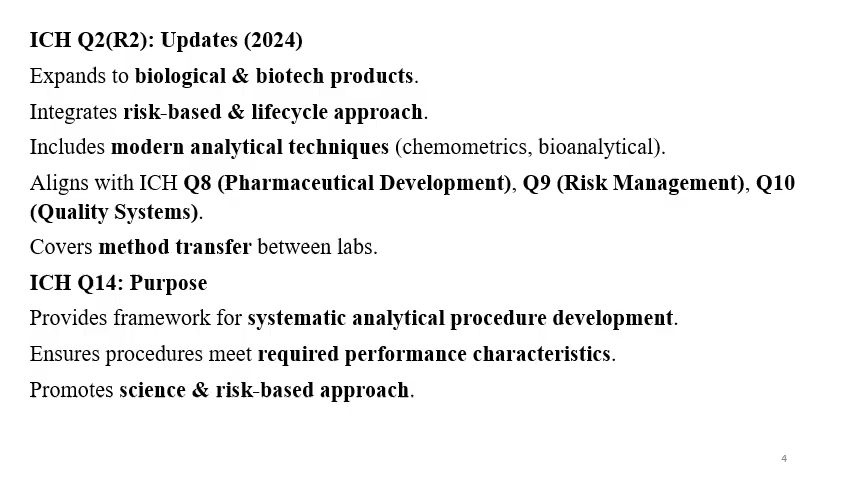 ICH Q2(R2): Updates (2024)
Expands to biological & biotech products.
Integrates risk-based & lifecycle approach.
Includes modern analytical techniques (chemometrics, bioanalytical).
Aligns with ICH Q8 (Pharmaceutical Development), Q9 (Risk Management), Q10
(Quality Systems).
Covers method transfer between labs.
ICH Q14: Purpose
Provides framework for systematic analytical procedure development.
Ensures procedures meet required performance characteristics.
Promotes science & risk-based approach.
4